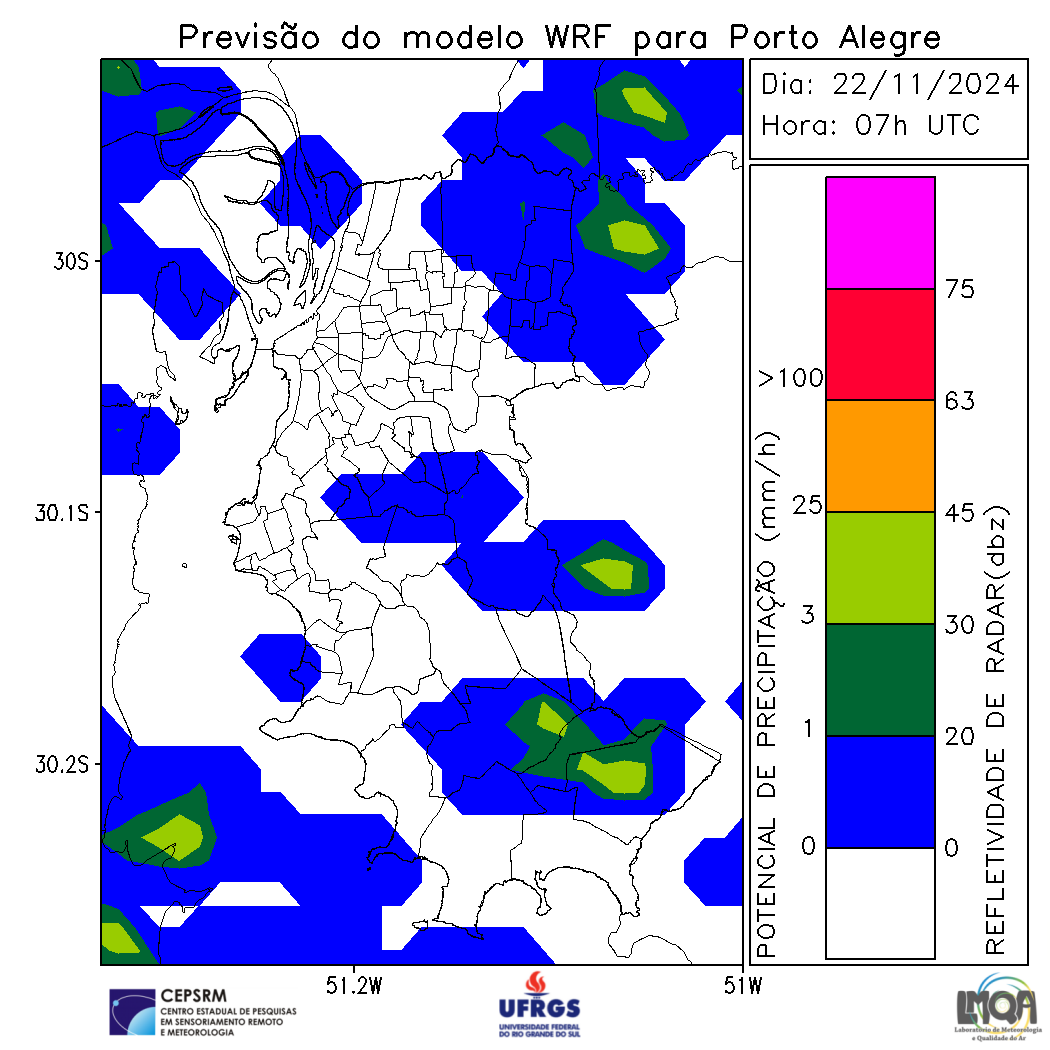 Previsão do modelo WRF para Porto Alegre
Dia: 22/11/2024
Hora: 07h UTC
30S
30.1S
30.2S
51.2W
51W
POTENCIAL DE PRECIPITAÇÃO (mm/h)
>100
25
3
1
0
75
63
45
30
20
0
REFLETIVIDADE DE RADAR(dbz)
CEPSRM
CENTRO ESTADUAL DE PESQUISAS
EM SENSORIAMENTO REMOTO
E METEOROLOGIA
UFRGS
UNIVERSIDADE FEDERAL
DO RIO GRANDE DO SUL
LMQA
Laboratório de Meteorologia
e Qualidade do Ar